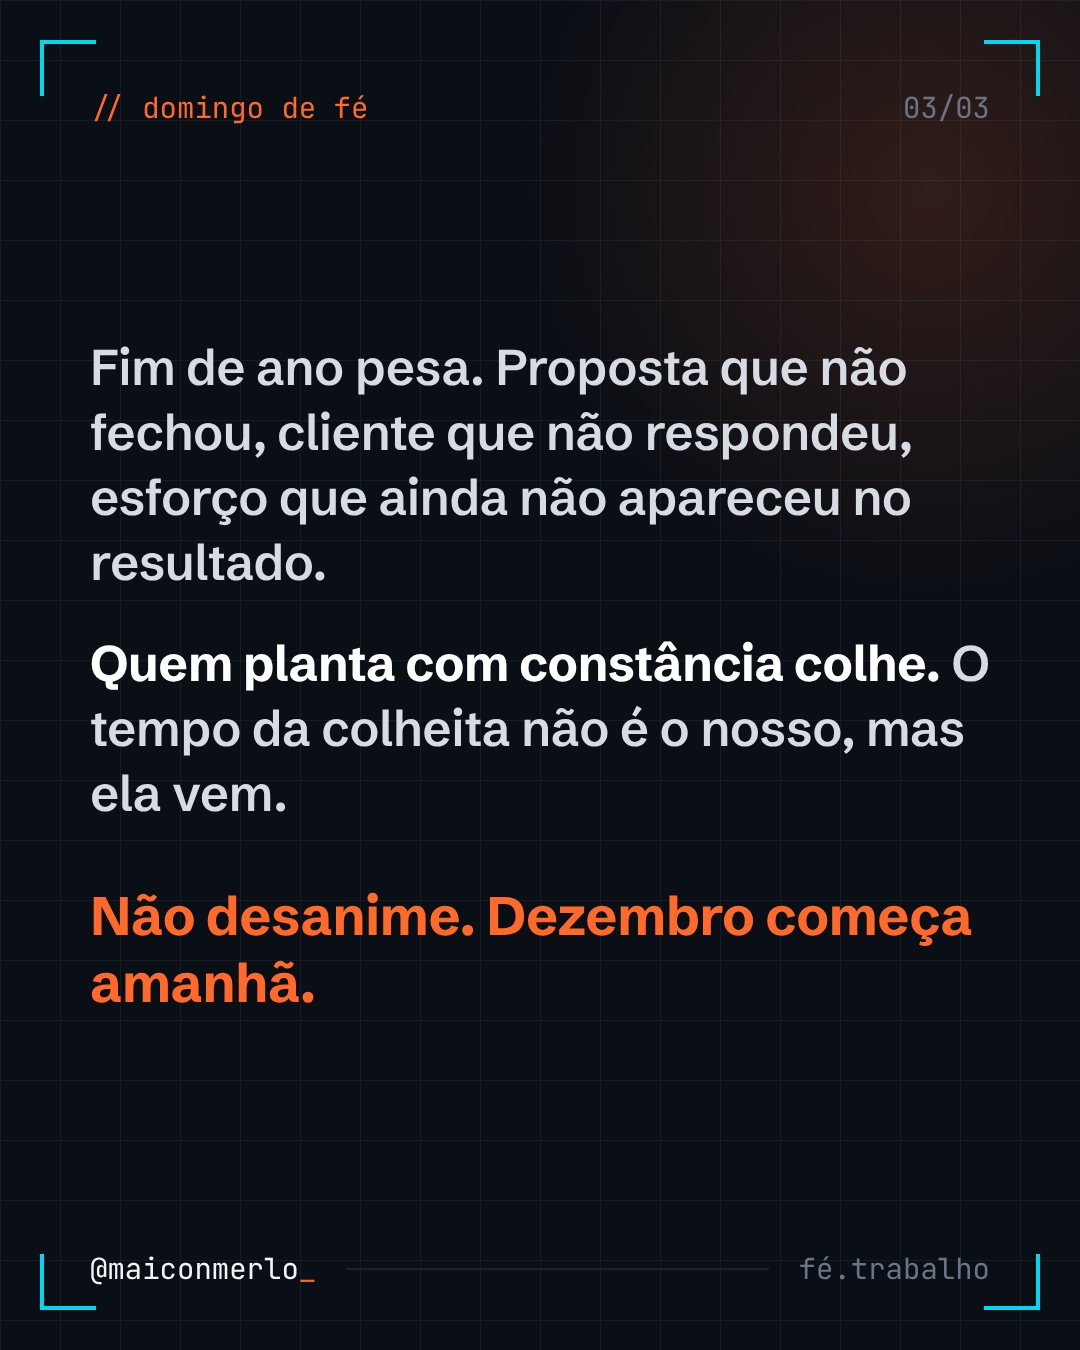 // domingo de fé
03/03
Fim de ano pesa. Proposta que não
fechou, cliente que não respondeu,
esforço que ainda não apareceu no
resultado.
Quem planta com constância colhe. O
tempo da colheita não é o nosso, mas
ela vem.
Não desanime. Dezembro começa
amanhã.
@maiconmerlo_
fé.trabalho